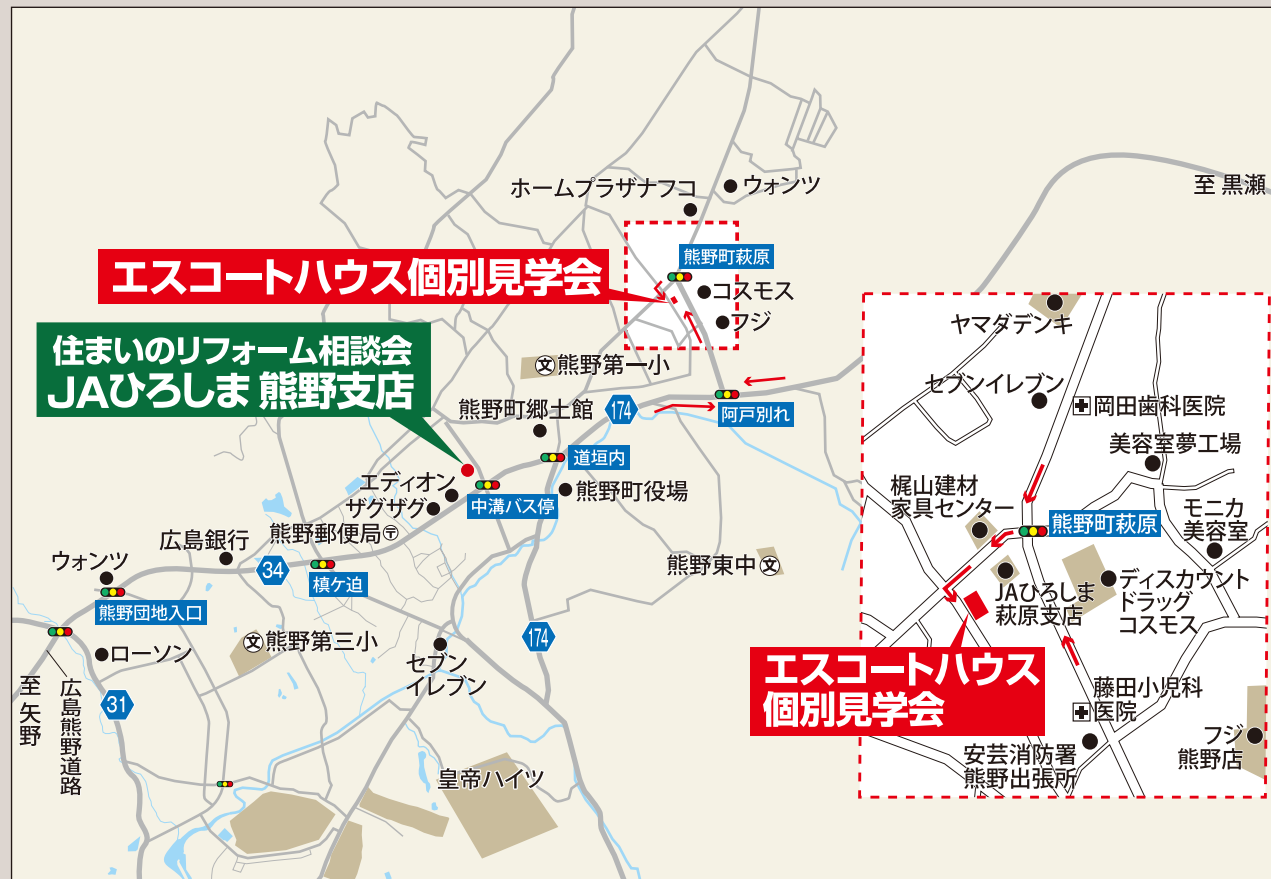 ホームプラザナフコ
ウォンツ
至 黒瀬
熊野町萩原
エスコートハウス個別見学会
コスモス
フジ
住まいのリフォーム相談会
JAひろしま 熊野支店
文熊野第一小
熊野町郷土館
174
阿戸別れ
道垣内
エディオン
ザグザグ
中溝バス停
熊野町役場
熊野郵便局〒
広島銀行
ウォンツ
34
槙ケ迫
熊野東中文
熊野団地入口
文熊野第三小
174
ローソン
セブン
イレブン
至 矢野
広島熊野道路
31
皇帝ハイツ
ヤマダデンキ
セブンイレブン
岡田歯科医院
美容室夢工場
梶山建材
家具センター
熊野町萩原
モニカ
美容室
JAひろしま
萩原支店
ディスカウント
ドラッグ
コスモス
エスコートハウス
個別見学会
藤田小児科
医院
安芸消防署
熊野出張所
フジ
熊野店